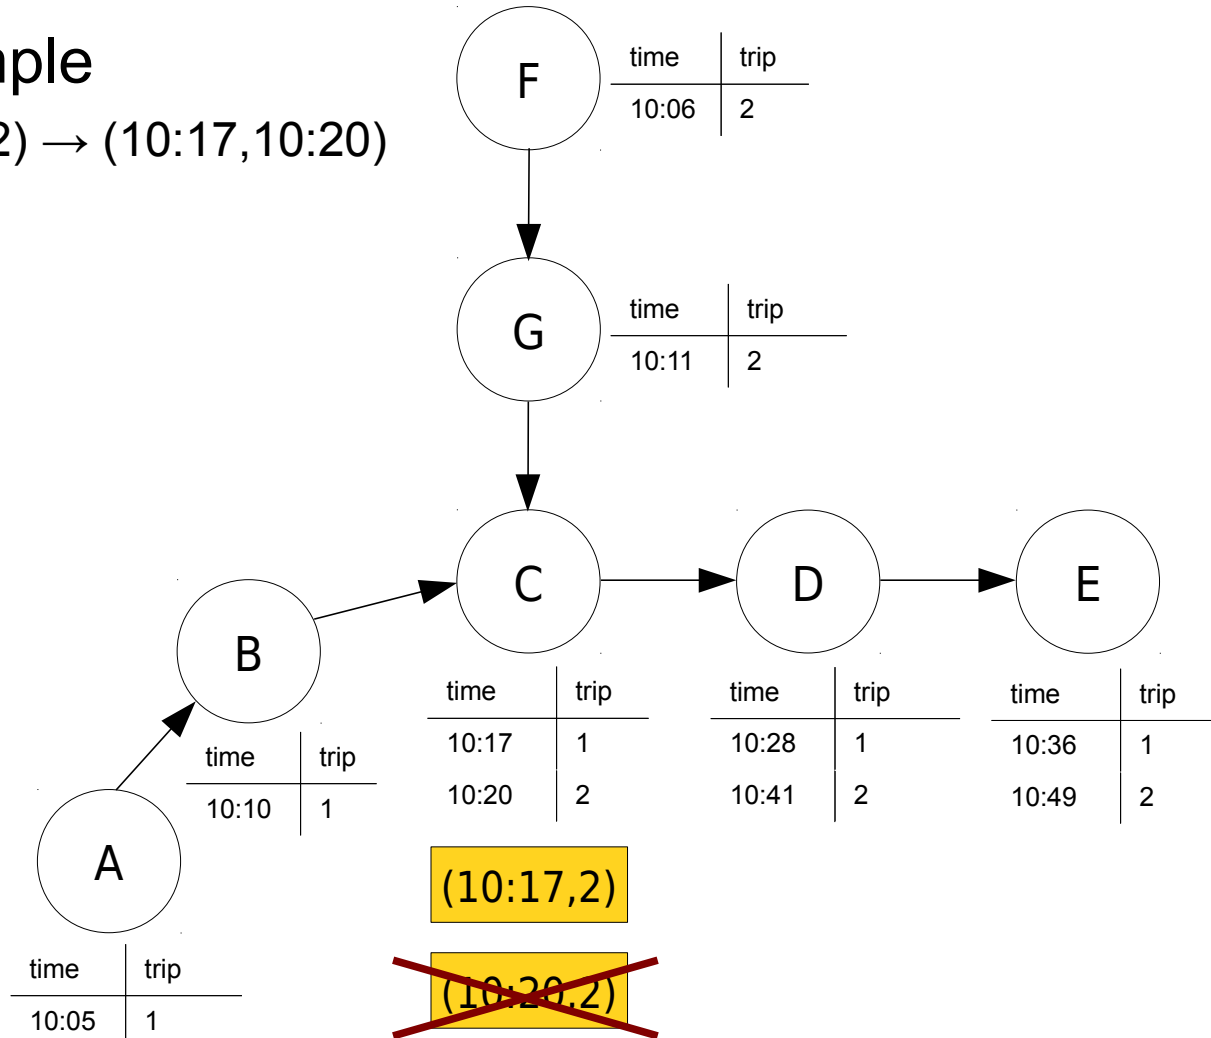 F
time trip
10:06 2
→ (10:17,10:20)
G
time trip
10:11 2
C
D
E
B
time trip
10:17 1
10:20 2
time trip
10:28 1
10:41 2
time trip
10:36 1
10:49 2
time trip
10:10 1
A
(10:17,2)
(10:20,2)
time trip
10:05 1